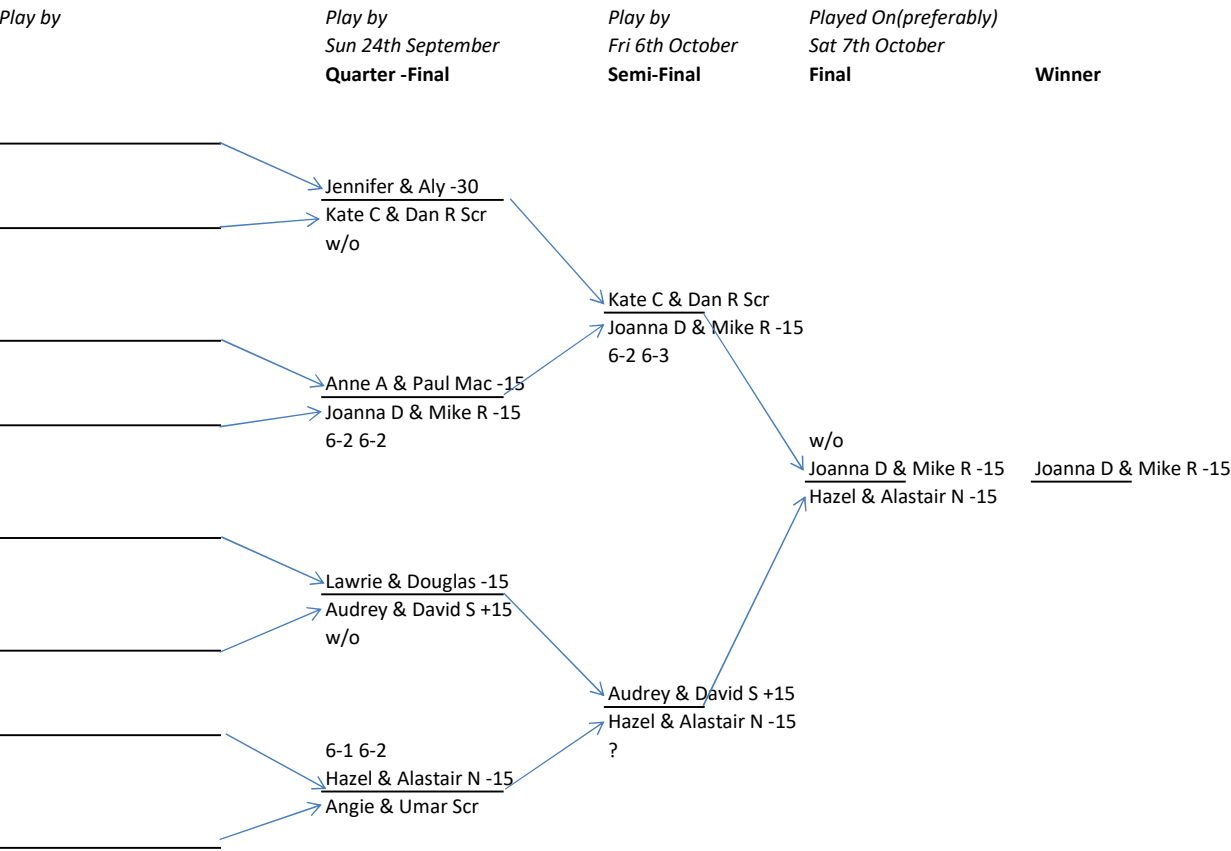 Play by
Play by
Play by
Played On(preferably)
Sun 24th September
Fri 6th October
Sat 7th October
Quarter -Final
Semi-Final
Final
Winner
Jennifer & Aly -30
Kate C & Dan R Scr
w/o
Kate C & Dan R Scr
Joanna D & Mike R -15
6-2 6-3
Anne A & Paul Mac -15
Joanna D & Mike R -15
6-2 6-2
w/o
Joanna D & Mike R -15
Joanna D & Mike R -15
Hazel & Alastair N -15
Lawrie & Douglas -15
Audrey & David S +15
w/o
Audrey & David S +15
Hazel & Alastair N -15
?
6-1 6-2
Hazel & Alastair N -15
Angie & Umar Scr